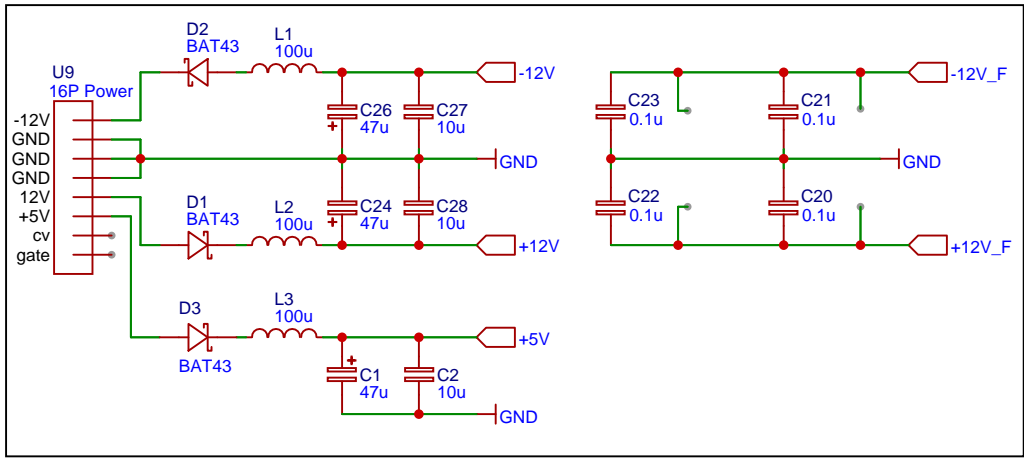 U9
16P Power
-12V
GND
GND
GND
12V
+5V
cv
gate
D2
BAT43
L1
100u
C26
47u
+
C27
10u
-12V
GND
D1
BAT43
L2
100u
C24
47u
+
C28
10u
+12V
D3
BAT43
L3
100u
+
C1
47u
C2
10u
+5V
GND
C23
0.1u
C21
0.1u
-12V_F
GND
C22
0.1u
C20
0.1u
+12V_F